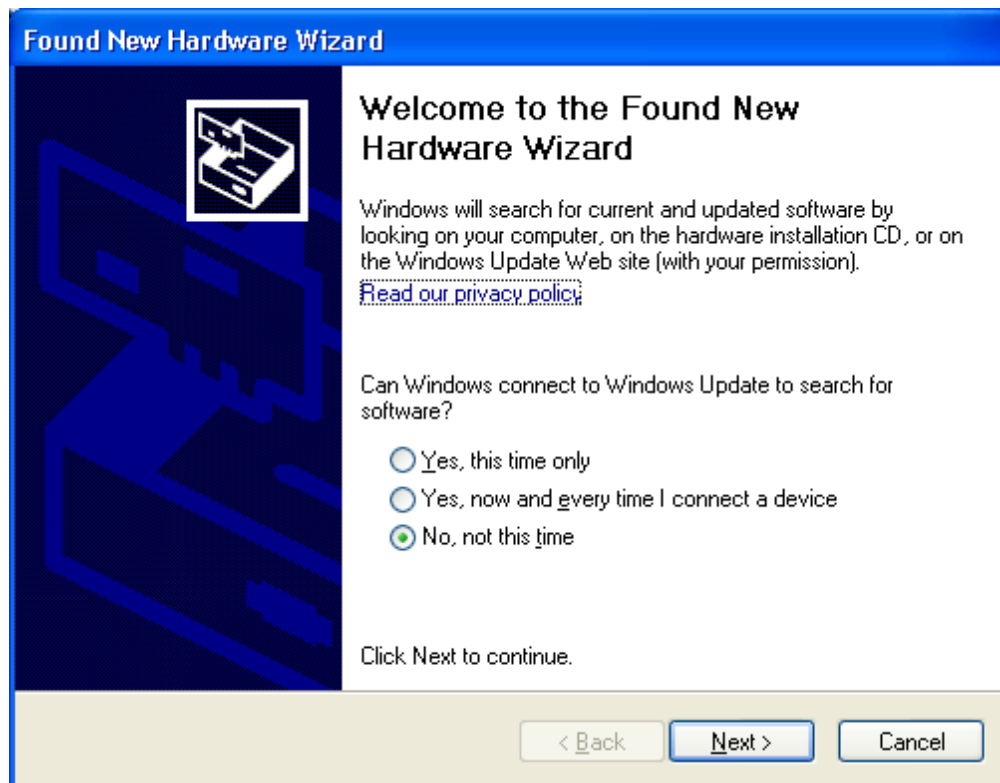 Found New Hardware Wizard
Welcome to the Found New
Hardware Wizard
Windows will search for current and updated software by
looking on your computer, on the hardware installation CD, or on
the Windows Update Web site (with your permission).
Read our privacy policy
Can Windows connect to Windows Update to search for
software?
Yes, this time only
Yes, now and every time I connect a device
No, not this time
Click Next to continue.
< Back Next > Cancel